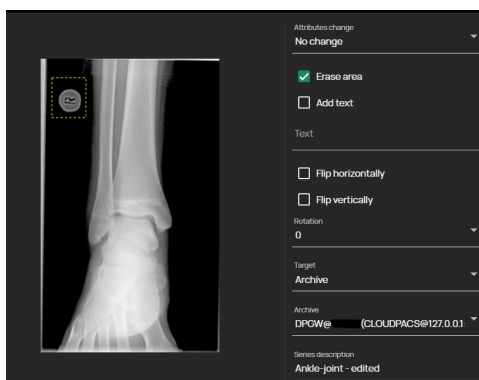 Attributes change
No change
Erase area
Add text
Text
Flip horizontally
Flip vertically
Rotation
0
Target
Archive
Archive
DPGW@ (CLOUDPACS@127.0.0.1:
Series description
Ankle-joint - edited